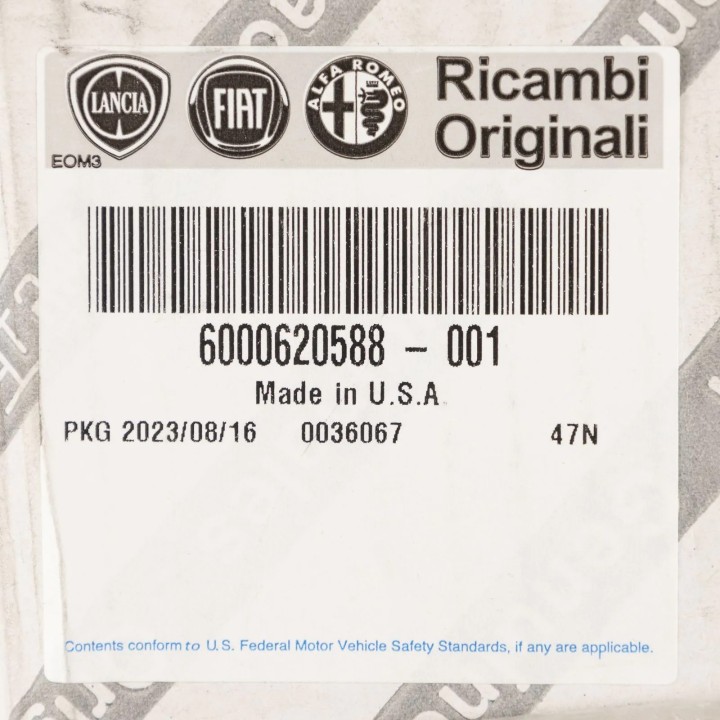 LANCIA
FIAT
ALFA ROMEO
Ricambi
Originali
EOM3
6000620588 - 001
Made in U.S.A
PKG 2023/08/16 0036067 47N
Contents conform to U.S. Federal Motor Vehicle Safety Standards, if any are applicable.